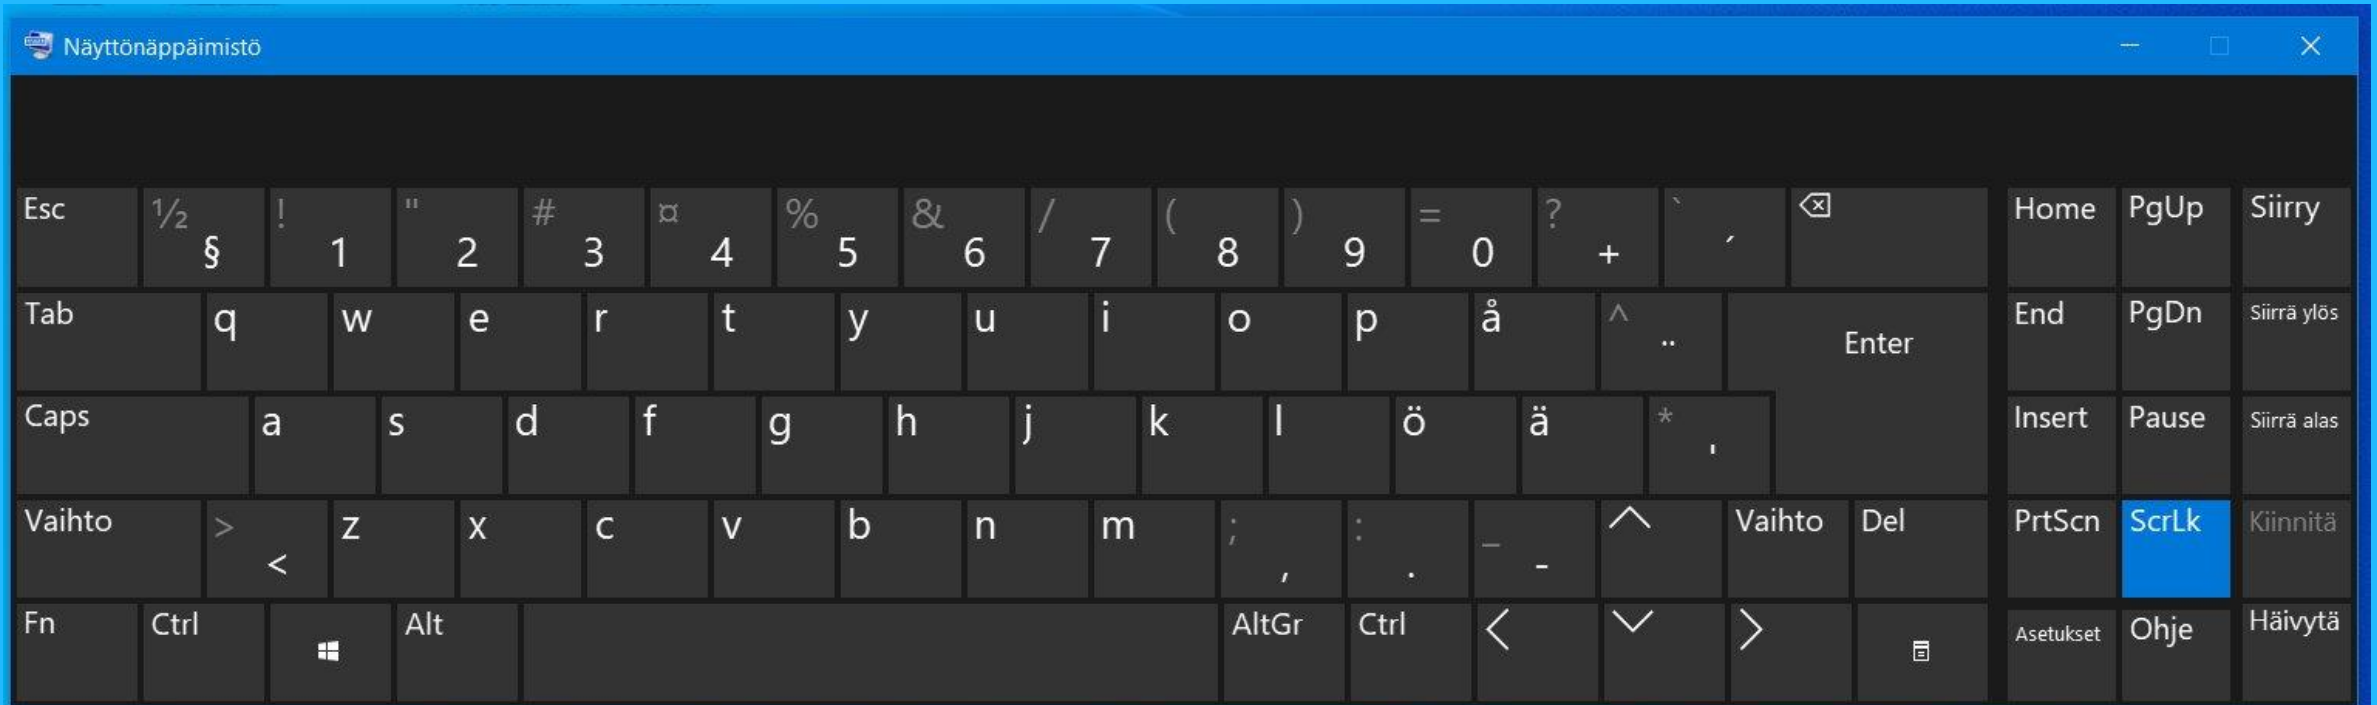 Näyttönäppäimistö
Esc ½ § ! 1 " 2 # 3 ¤ 4 % 5 & 6 / 7 ( 8 ) 9 = 0 ? + ` ´ Home PgUp Siirry
Tab q w e r t y u i o p å ^ ¨ Enter End PgDn Siirrä ylös
Caps a s d f g h j k l ö ä * ' Insert Pause Siirrä alas
Vaihto > < z x c v b n m ; , : . _ - Vaihto Del PrtScn ScrLk Kiinnitä
Fn Ctrl Alt AltGr Ctrl Asetukset Ohje Häivytä